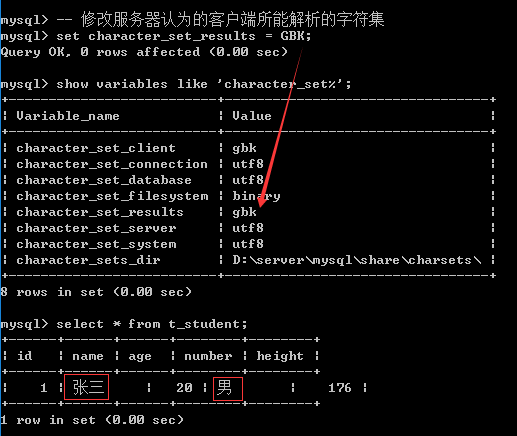 mysql> -- 修改服务器认为的客户端所能解析的字符集
mysql> set character_set_results = GBK;
Query OK, 0 rows affected (0.00 sec)
mysql> show variables like 'character_set%';
+--------------------------+--------------------------------+
| Variable_name | Value |
+--------------------------+--------------------------------+
| character_set_client | gbk |
| character_set_connection | utf8 |
| character_set_database | utf8 |
| character_set_filesystem | binary |
| character_set_results | gbk |
| character_set_server | utf8 |
| character_set_system | utf8 |
| character_sets_dir | D:\server\mysql\share\charsets\ |
+--------------------------+--------------------------------+
8 rows in set (0.00 sec)
mysql> select * from t_student;
+------+------+------+--------+--------+
| id | name | age | number | height |
+------+------+------+--------+--------+
| 1 | 张三 | 20 | 男 | 176 |
+------+------+------+--------+--------+
1 row in set (0.00 sec)